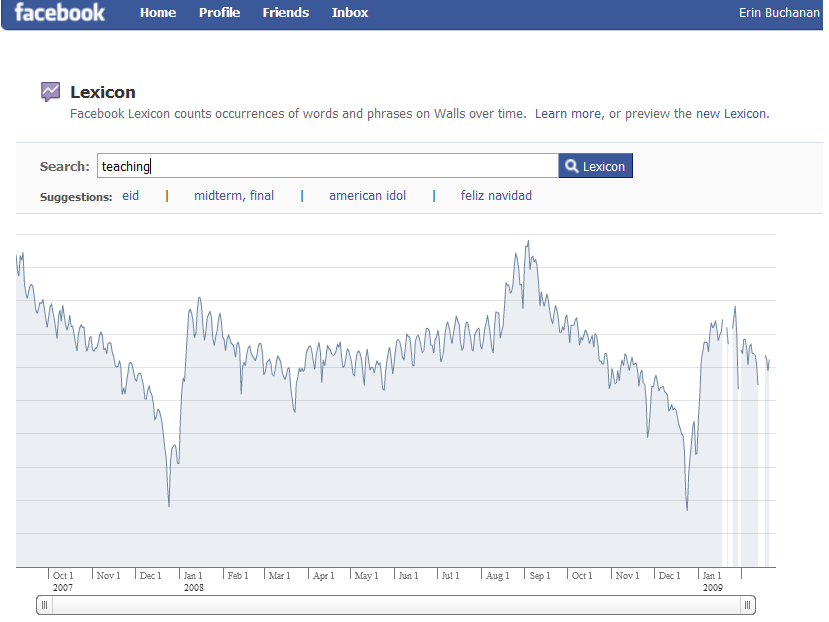 facebook Home Profile Friends Inbox Erin Buchanan
Lexicon
Facebook Lexicon counts occurrences of words and phrases on Walls over time. Learn more, or preview the new Lexicon.
Search: teaching Lexicon
Suggestions: eid | midterm, final | american idol | feliz navidad
Oct 1 Nov 1 Dec 1 Jan 1 Feb 1 Mar 1 Apr 1 May 1 Jun 1 Jul 1 Aug 1 Sep 1 Oct 1 Nov 1 Dec 1 Jan 1
2007 2008 2009